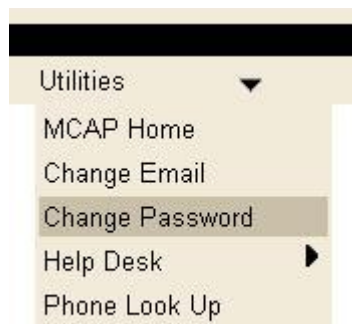 Utilities
MCAP Home
Change Email
Change Password
Help Desk
Phone Look Up